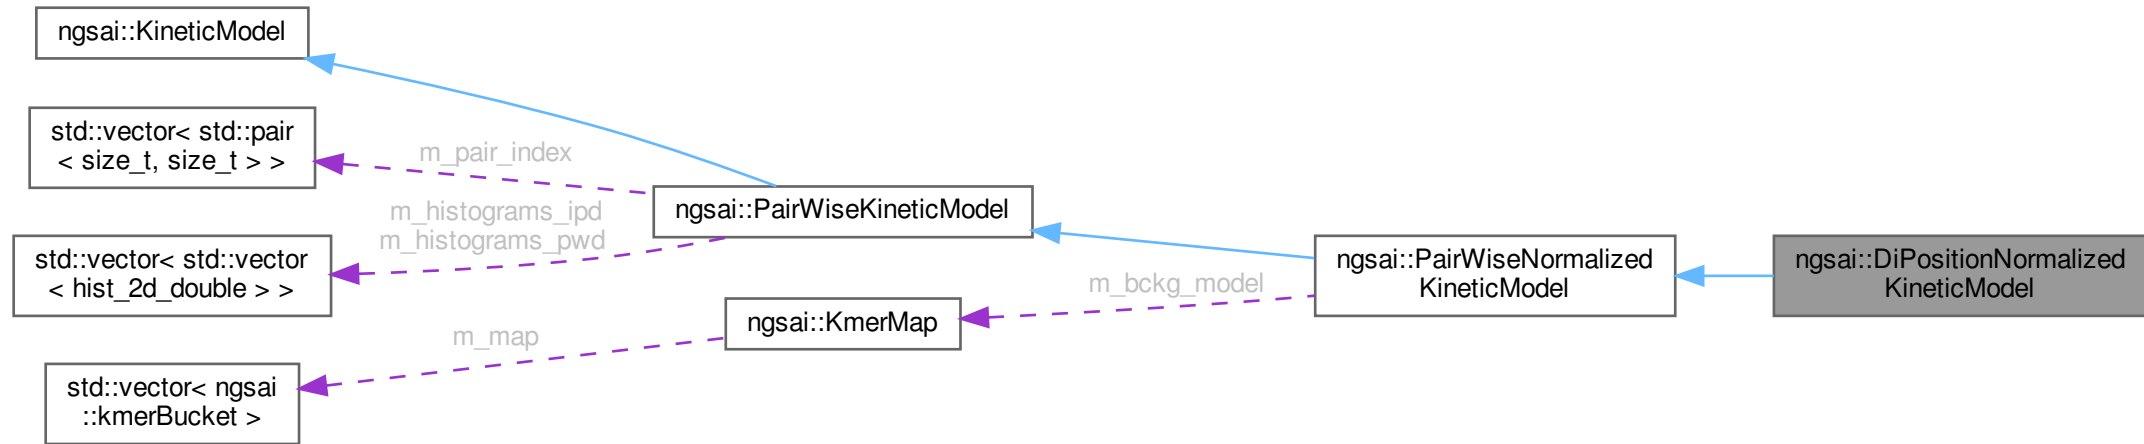 ngsai::KineticModel
std::vector< std::pair
< size_t, size_t > >
m_pair_index
ngsai::PairWiseKineticModel
m_histograms_ipd
m_histograms_pwd
std::vector< std::vector
< hist_2d_double > >
ngsai::PairWiseNormalized
KineticModel
ngsai::DiPositionNormalized
KineticModel
m_bckg_model
ngsai::KmerMap
m_map
std::vector< ngsai
::kmerBucket >